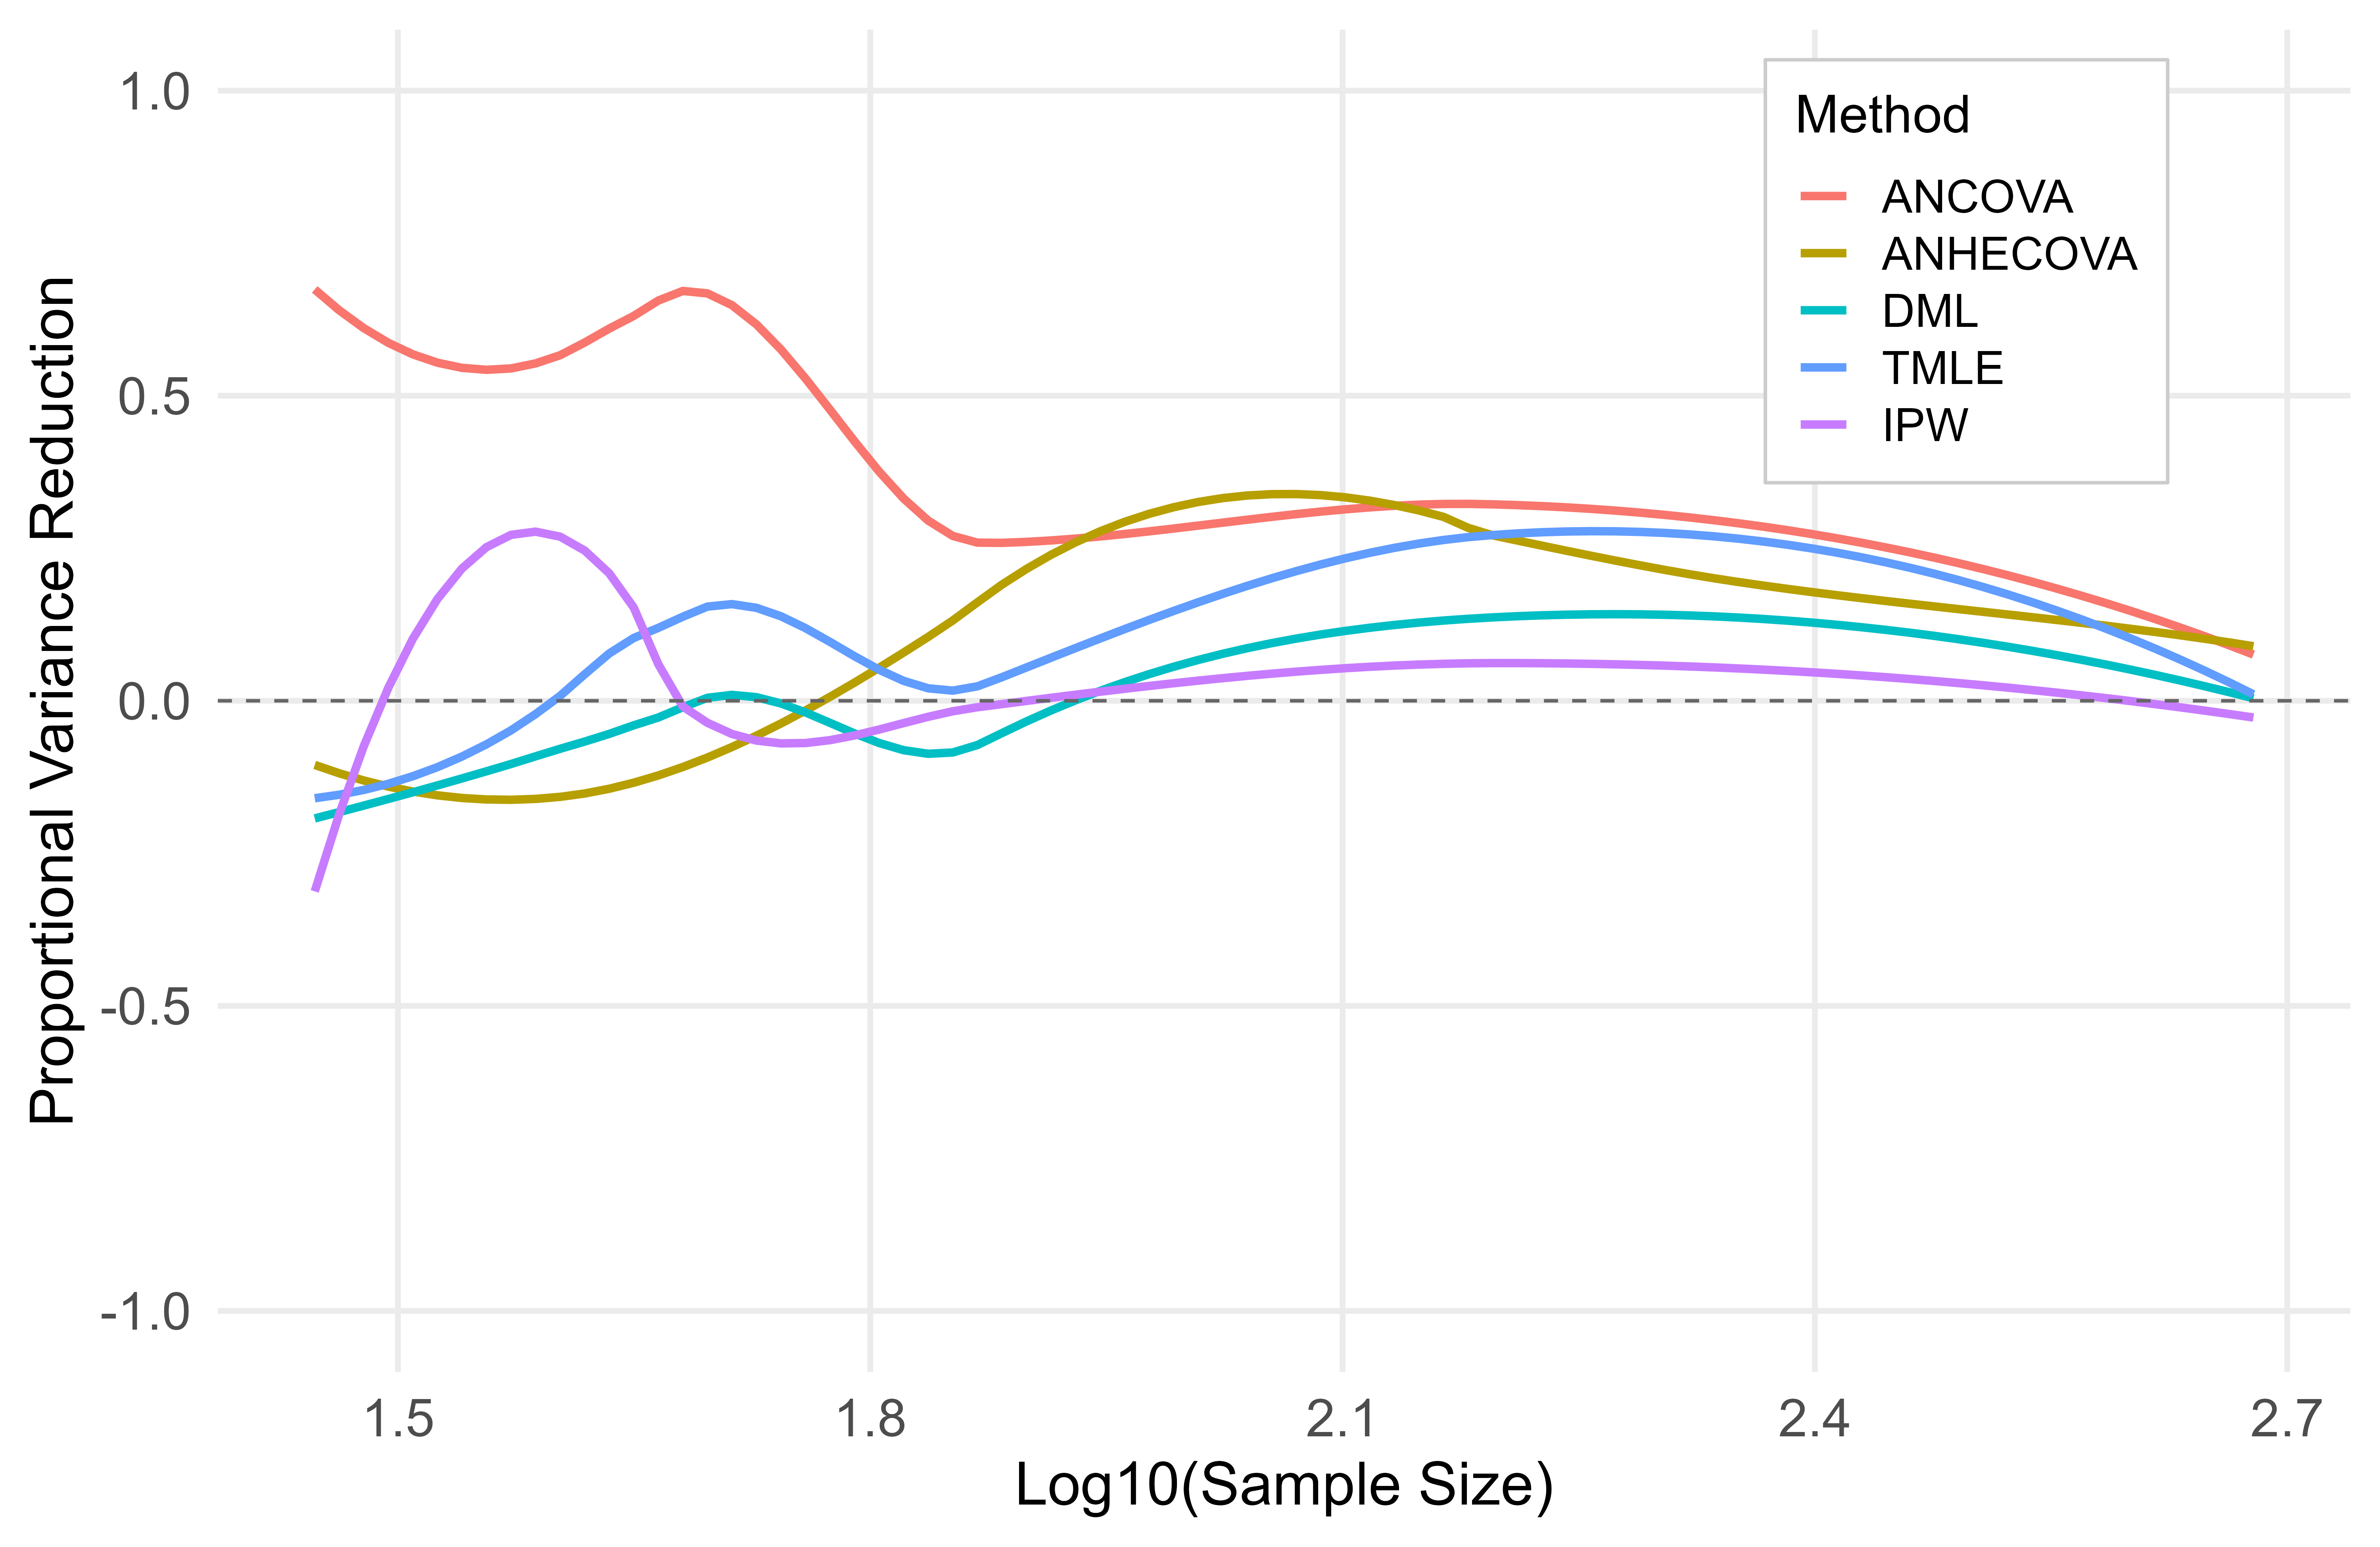 Proportional Variance Reduction
1.0
0.5
0.0
-0.5
-1.0
Method
ANCOVA
ANHECOVA
DML
TMLE
IPW
1.5 1.8 2.1 2.4 2.7
Log10(Sample Size)